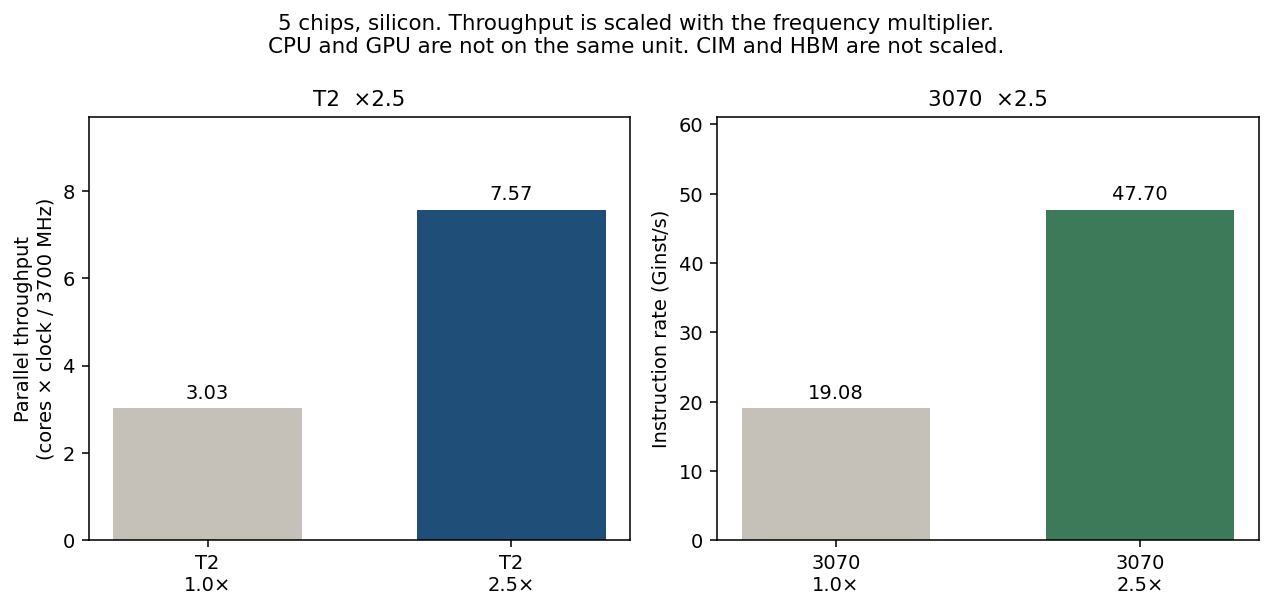 5 chips, silicon. Throughput is scaled with the frequency multiplier.
CPU and GPU are not on the same unit. CIM and HBM are not scaled.
T2  ×2.5
Parallel throughput
(cores × clock / 3700 MHz)
8
6
4
2
0
3.03
7.57
T2
1.0×
T2
2.5×
3070  ×2.5
Instruction rate (Ginst/s)
60
50
40
30
20
10
0
19.08
47.70
3070
1.0×
3070
2.5×